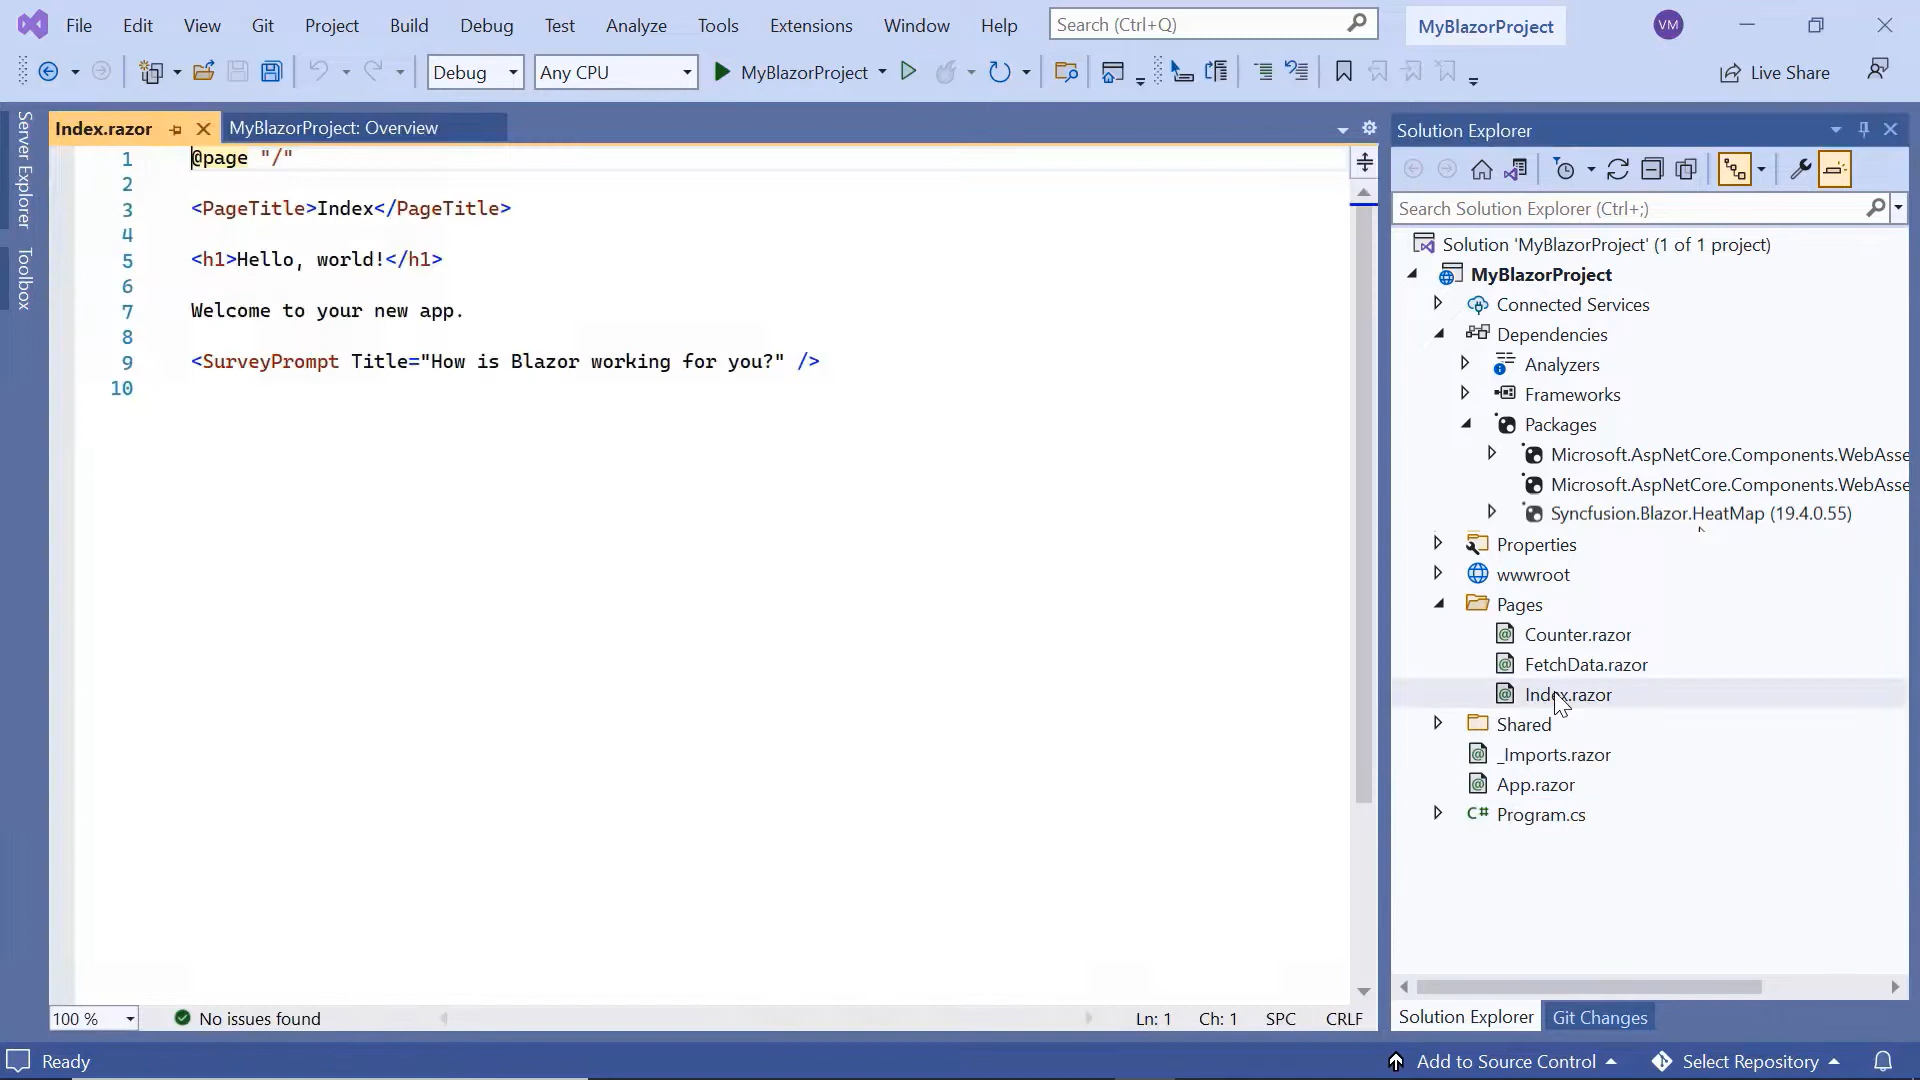 File Edit View Git Project Build Debug Test Analyze Tools Extensions Window Help Search (Ctrl+Q) MyBlazorProject VM
Debug Any CPU MyBlazorProject Live Share
Server Explorer
Toolbox
Index.razor MyBlazorProject: Overview
1 @page "/"
2
3 <PageTitle>Index</PageTitle>
4
5 <h1>Hello, world!</h1>
6
7 Welcome to your new app.
8
9 <SurveyPrompt Title="How is Blazor working for you?" />
10
100 % No issues found Ln: 1 Ch: 1 SPC CRLF
Solution Explorer
Search Solution Explorer (Ctrl+;)
Solution 'MyBlazorProject' (1 of 1 project)
MyBlazorProject
Connected Services
Dependencies
Analyzers
Frameworks
Packages
Microsoft.AspNetCore.Components.WebAsse
Microsoft.AspNetCore.Components.WebAsse
Syncfusion.Blazor.HeatMap (19.4.0.55)
Properties
wwwroot
Pages
Counter.razor
FetchData.razor
Index.razor
Shared
_Imports.razor
App.razor
C# Program.cs
Solution Explorer Git Changes
Ready Add to Source Control Select Repository